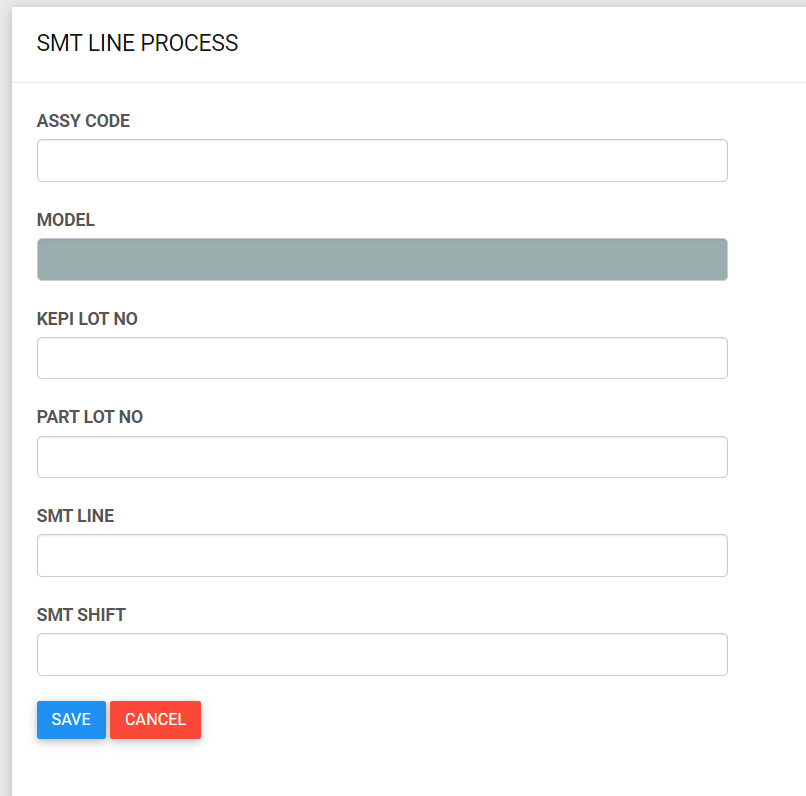 SMT LINE PROCESS
ASSY CODE
MODEL
KEPI LOT NO
PART LOT NO
SMT LINE
SMT SHIFT
SAVE CANCEL